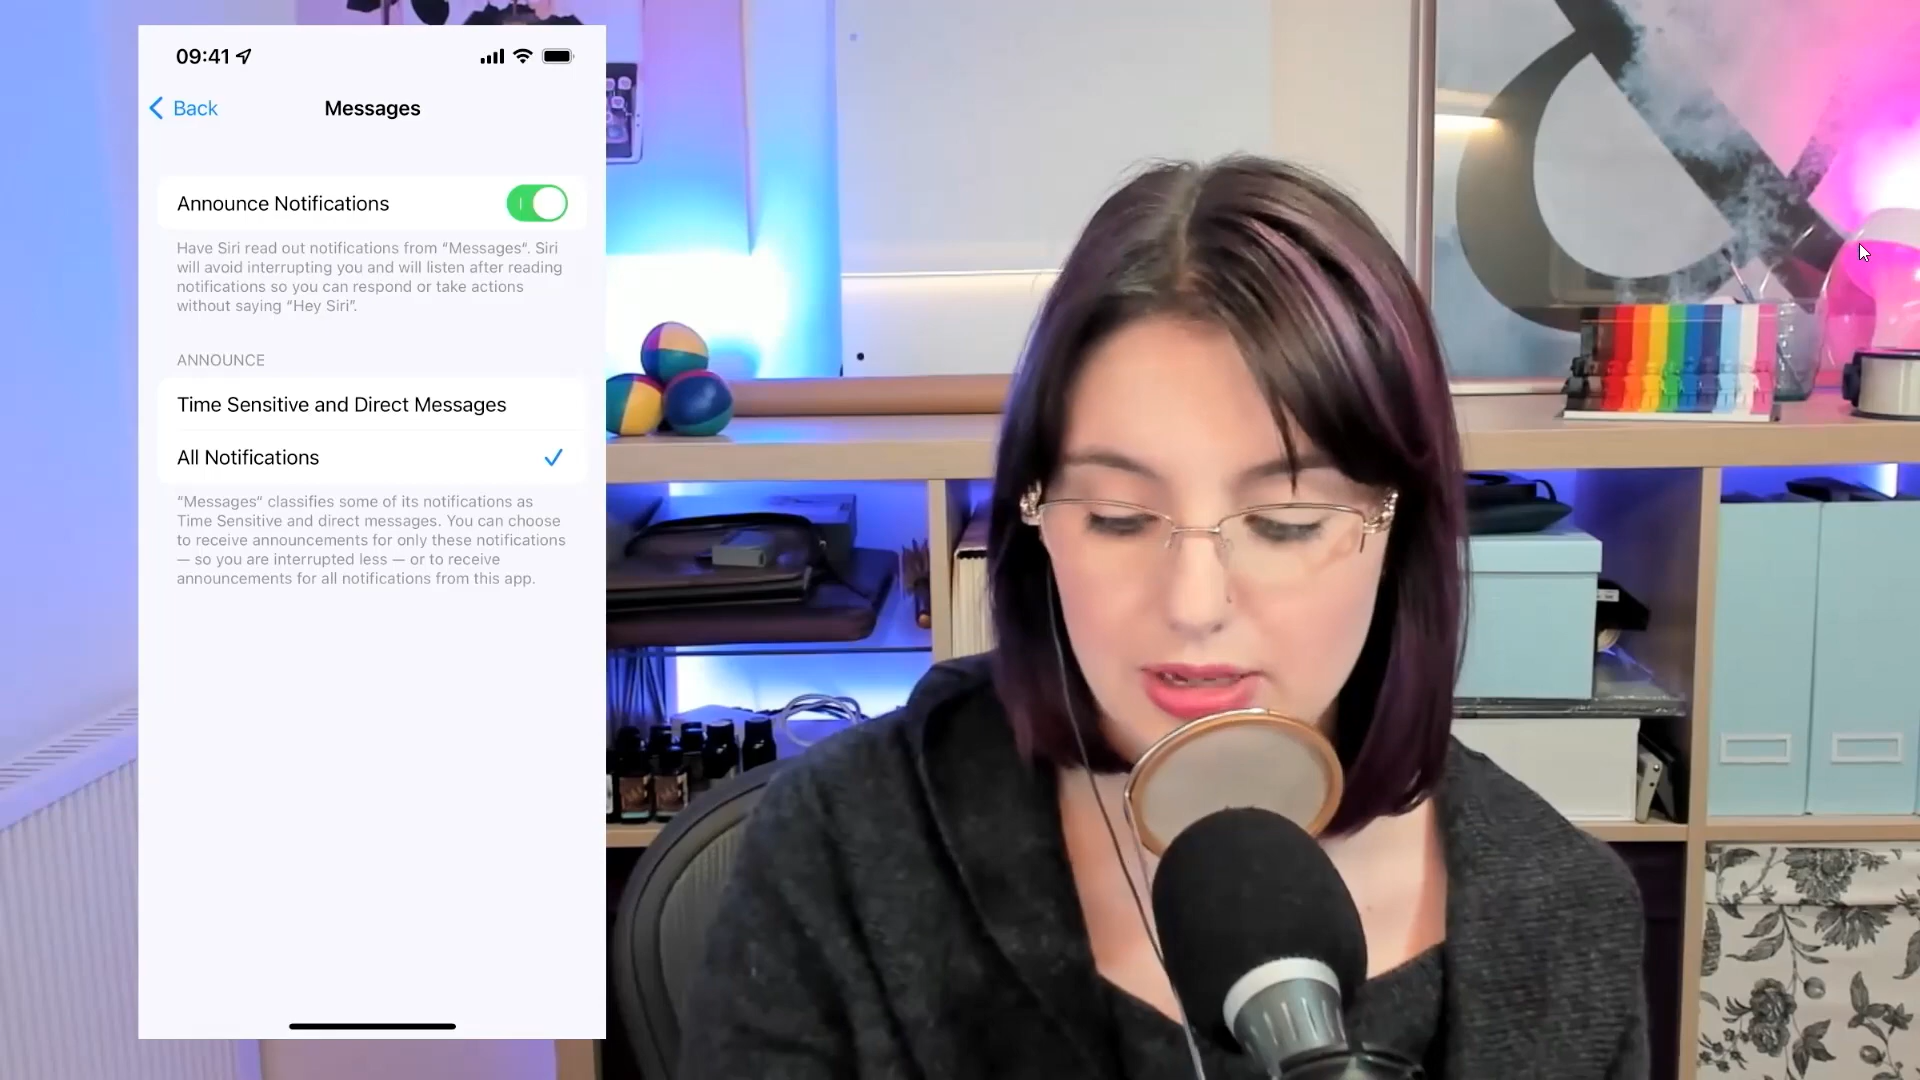 09:41
Back
Messages
Announce Notifications
Have Siri read out notifications from “Messages“. Siri
will avoid interrupting you and will listen after reading
notifications so you can respond or take actions
without saying “Hey Siri”.
ANNOUNCE
Time Sensitive and Direct Messages
All Notifications
“Messages“ classifies some of its notifications as
Time Sensitive and direct messages. You can choose
to receive announcements for only these notifications
— so you are interrupted less — or to receive
announcements for all notifications from this app.